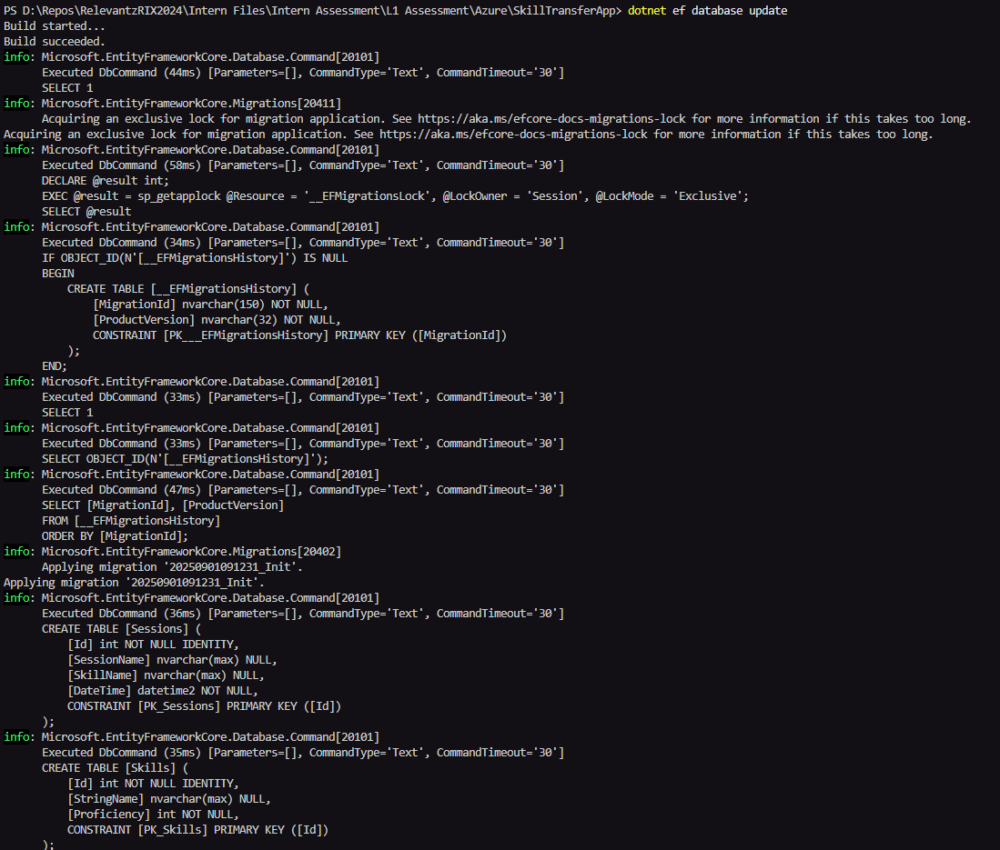 PS D:\Repos\RelevantzRIX2024\Intern Files\Intern Assessment\L1 Assessment\Azure\SkillTransferApp> dotnet ef database update
Build started...
Build succeeded.
info: Microsoft.EntityFrameworkCore.Database.Command[20101]
      Executed DbCommand (44ms) [Parameters=[], CommandType='Text', CommandTimeout='30']
      SELECT 1
info: Microsoft.EntityFrameworkCore.Migrations[20411]
      Acquiring an exclusive lock for migration application. See https://aka.ms/efcore-docs-migrations-lock for more information if this takes too long.
Acquiring an exclusive lock for migration application. See https://aka.ms/efcore-docs-migrations-lock for more information if this takes too long.
info: Microsoft.EntityFrameworkCore.Database.Command[20101]
      Executed DbCommand (58ms) [Parameters=[], CommandType='Text', CommandTimeout='30']
      DECLARE @result int;
      EXEC @result = sp_getapplock @Resource = '__EFMigrationsLock', @LockOwner = 'Session', @LockMode = 'Exclusive';
      SELECT @result
info: Microsoft.EntityFrameworkCore.Database.Command[20101]
      Executed DbCommand (34ms) [Parameters=[], CommandType='Text', CommandTimeout='30']
      IF OBJECT_ID(N'[__EFMigrationsHistory]') IS NULL
      BEGIN
          CREATE TABLE [__EFMigrationsHistory] (
              [MigrationId] nvarchar(150) NOT NULL,
              [ProductVersion] nvarchar(32) NOT NULL,
              CONSTRAINT [PK___EFMigrationsHistory] PRIMARY KEY ([MigrationId])
          );
      END;
info: Microsoft.EntityFrameworkCore.Database.Command[20101]
      Executed DbCommand (33ms) [Parameters=[], CommandType='Text', CommandTimeout='30']
      SELECT 1
info: Microsoft.EntityFrameworkCore.Database.Command[20101]
      Executed DbCommand (33ms) [Parameters=[], CommandType='Text', CommandTimeout='30']
      SELECT OBJECT_ID(N'[__EFMigrationsHistory]');
info: Microsoft.EntityFrameworkCore.Database.Command[20101]
      Executed DbCommand (47ms) [Parameters=[], CommandType='Text', CommandTimeout='30']
      SELECT [MigrationId], [ProductVersion]
      FROM [__EFMigrationsHistory]
      ORDER BY [MigrationId];
info: Microsoft.EntityFrameworkCore.Migrations[20402]
      Applying migration '20250901091231_Init'.
Applying migration '20250901091231_Init'.
info: Microsoft.EntityFrameworkCore.Database.Command[20101]
      Executed DbCommand (36ms) [Parameters=[], CommandType='Text', CommandTimeout='30']
      CREATE TABLE [Sessions] (
          [Id] int NOT NULL IDENTITY,
          [SessionName] nvarchar(max) NULL,
          [SkillName] nvarchar(max) NULL,
          [DateTime] datetime2 NOT NULL,
          CONSTRAINT [PK_Sessions] PRIMARY KEY ([Id])
      );
info: Microsoft.EntityFrameworkCore.Database.Command[20101]
      Executed DbCommand (35ms) [Parameters=[], CommandType='Text', CommandTimeout='30']
      CREATE TABLE [Skills] (
          [Id] int NOT NULL IDENTITY,
          [StringName] nvarchar(max) NULL,
          [Proficiency] int NOT NULL,
          CONSTRAINT [PK_Skills] PRIMARY KEY ([Id])
      );